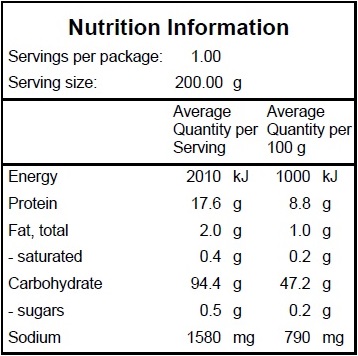 Nutrition Information
Servings per package: 1.00
Serving size: 200.00 g
Average Quantity per Serving Average Quantity per 100 g
Energy 2010 kJ 1000 kJ
Protein 17.6 g 8.8 g
Fat, total 2.0 g 1.0 g
- saturated 0.4 g 0.2 g
Carbohydrate 94.4 g 47.2 g
- sugars 0.5 g 0.2 g
Sodium 1580 mg 790 mg